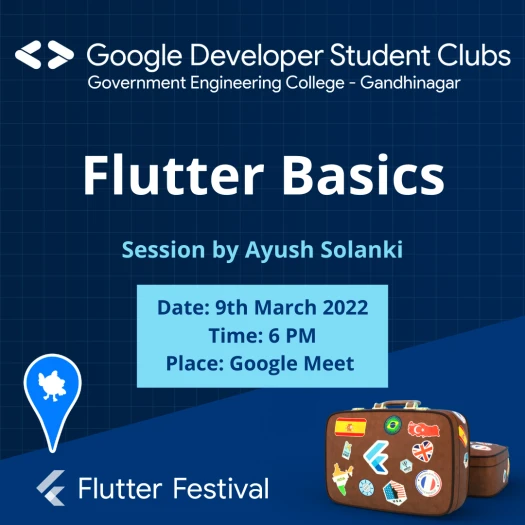 Google Developer Student Clubs
Government Engineering College - Gandhinagar
Flutter Basics
Session by Ayush Solanki
Date: 9th March 2022
Time: 6 PM
Place: Google Meet
Flutter Festival